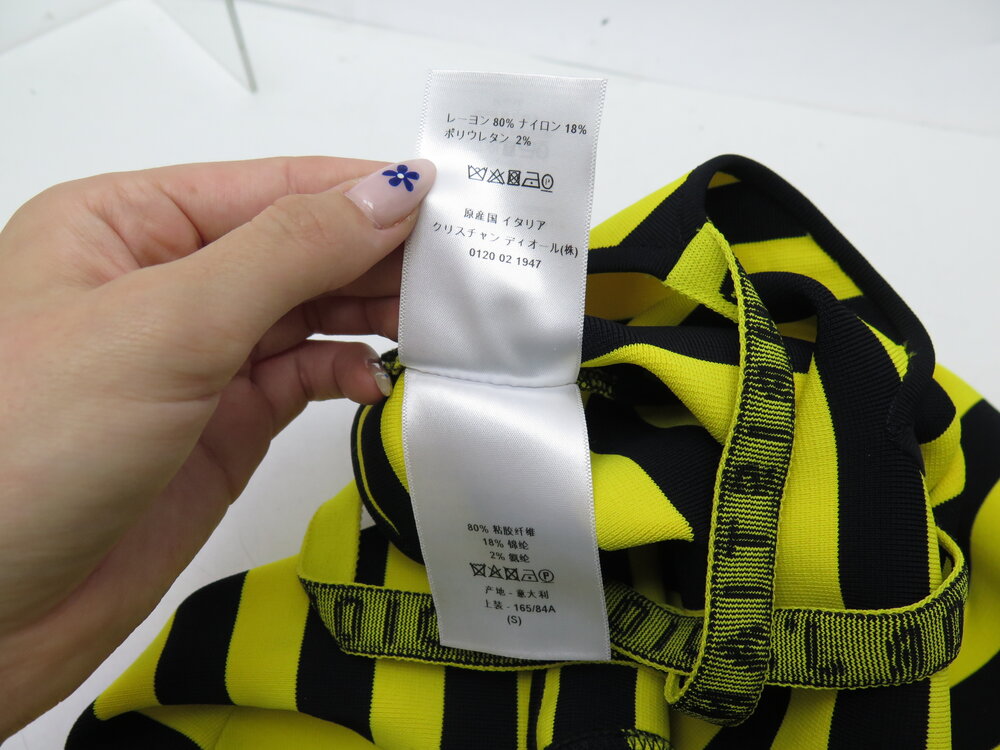 レーヨン 80% ナイロン 18%
ポリウレタン 2%
原産国 イタリア
クリスチャン ディオール(株)
0120 02 1947
80% 粘胶纤维
18% 锦纶
2% 氨纶
产地 - 意大利
上装 - 165/84A
(S)